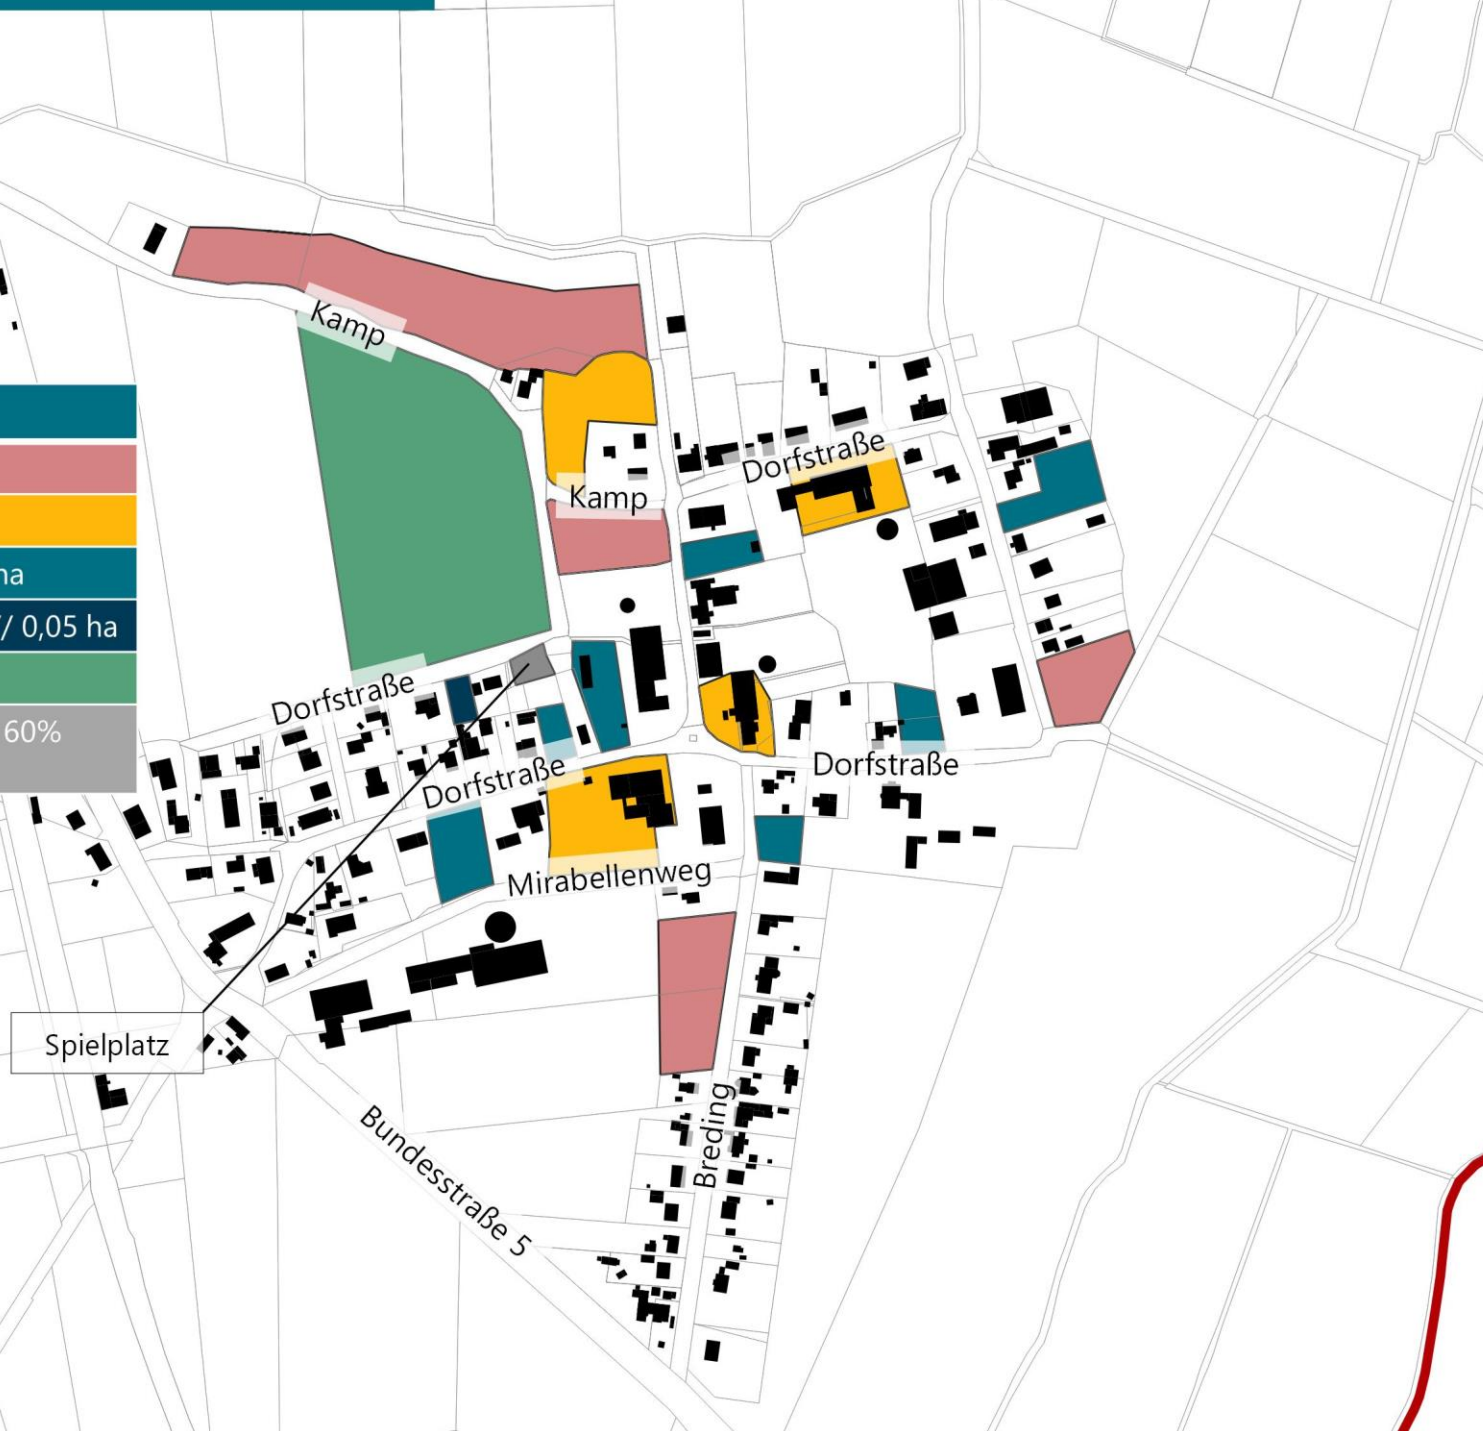 Kamp
Dorfstraße
Kamp
ha
// 0,05 ha
Dorfstraße
60%
Dorfstraße
Dorfstraße
Mirabellenweg
Spielplatz
Breding
Bundesstraße 5